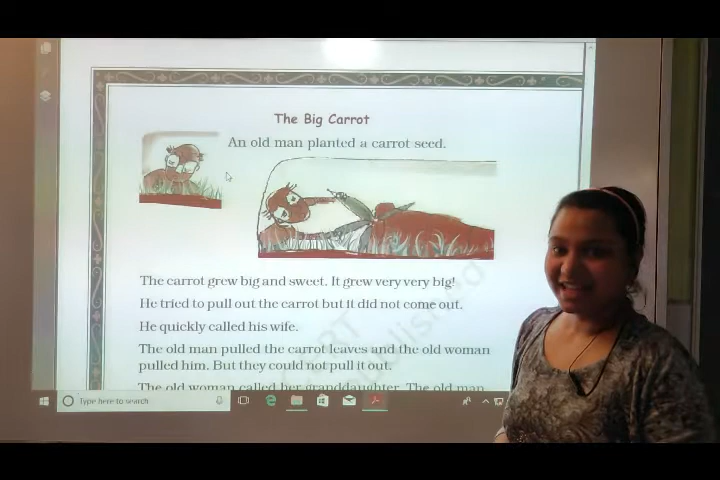 The Big Carrot
An old man planted a carrot seed.
The carrot grew big and sweet. It grew very very big!
He tried to pull out the carrot but it did not come out.
He quickly called his wife.
The old man pulled the carrot leaves and the old woman
pulled him. But they could not pull it out.
The old woman called her granddaughter. The old man
Type here to search